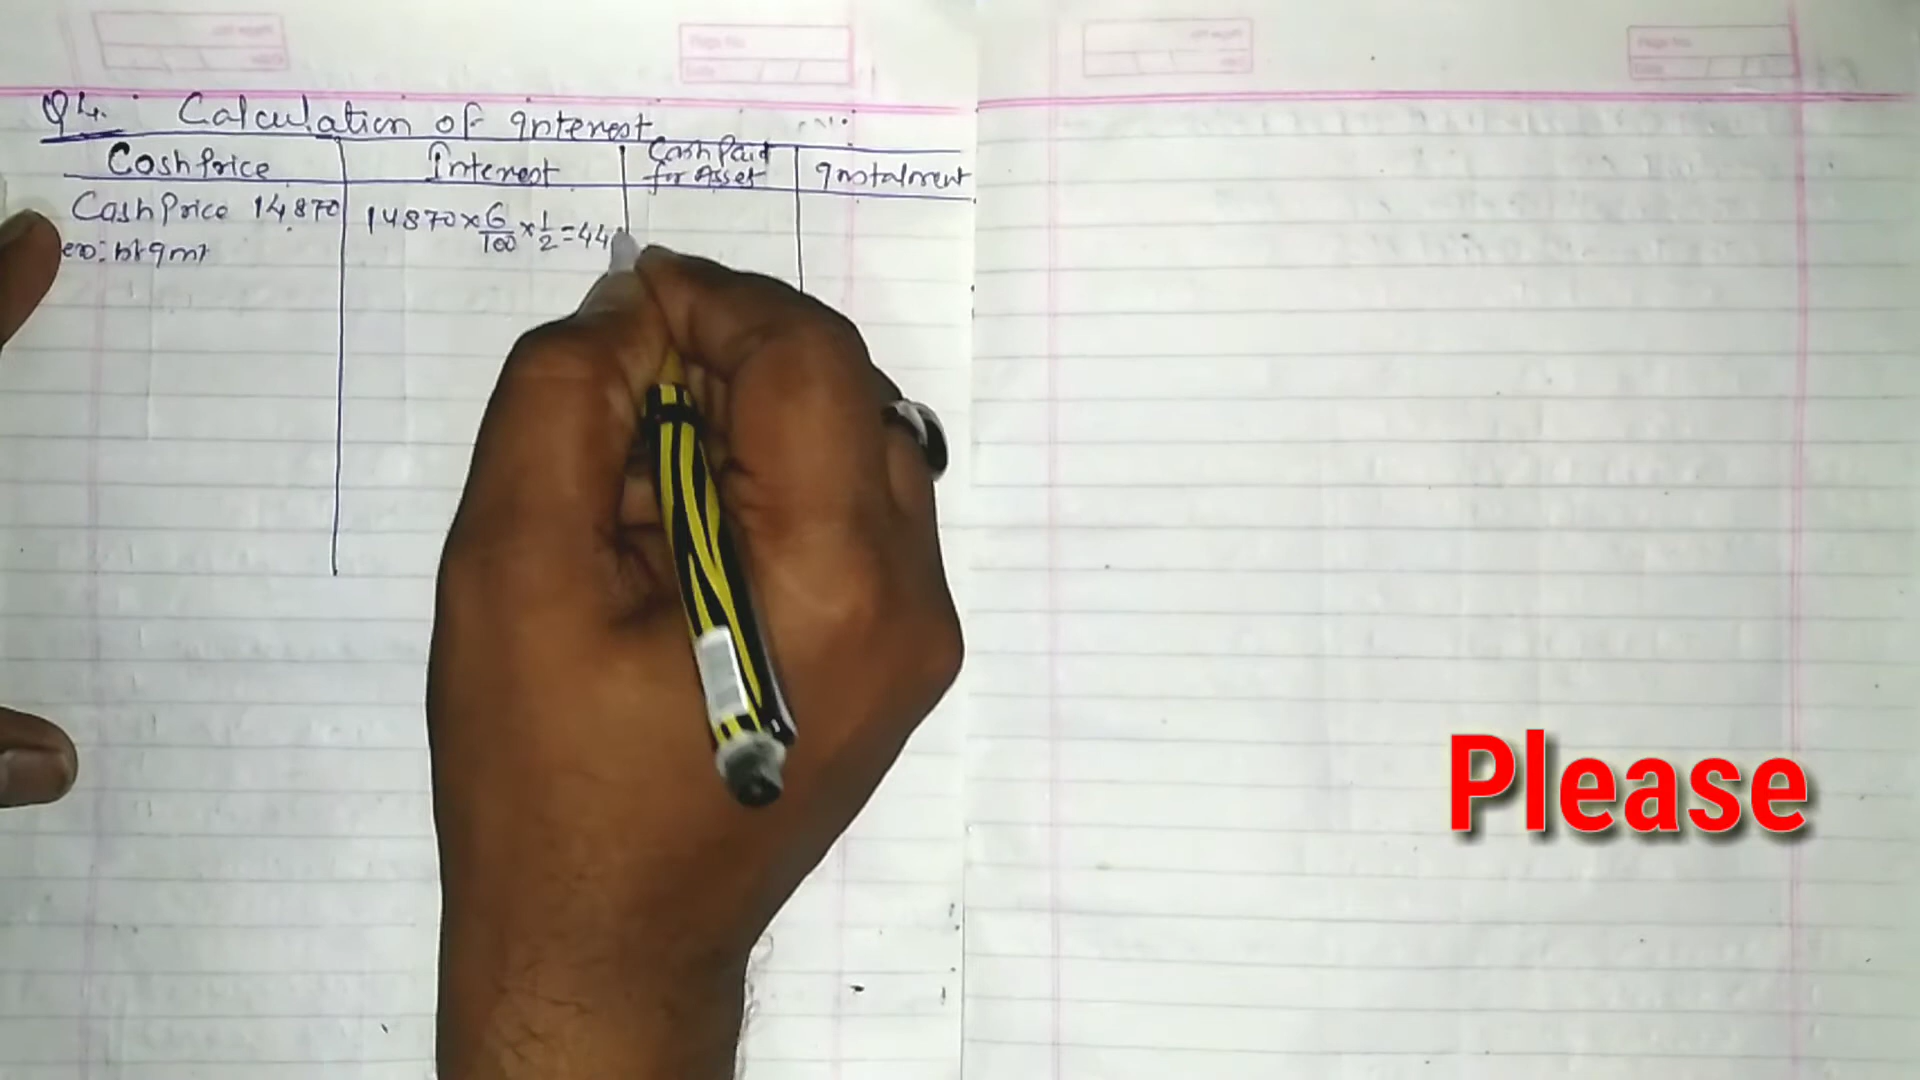 Q4. Calculation of interest
Cash Price
Interest
Cash Paid for Asset
Instalment
Cash Price 14870
14870 × 6/100 × 1/2 = 44
Please